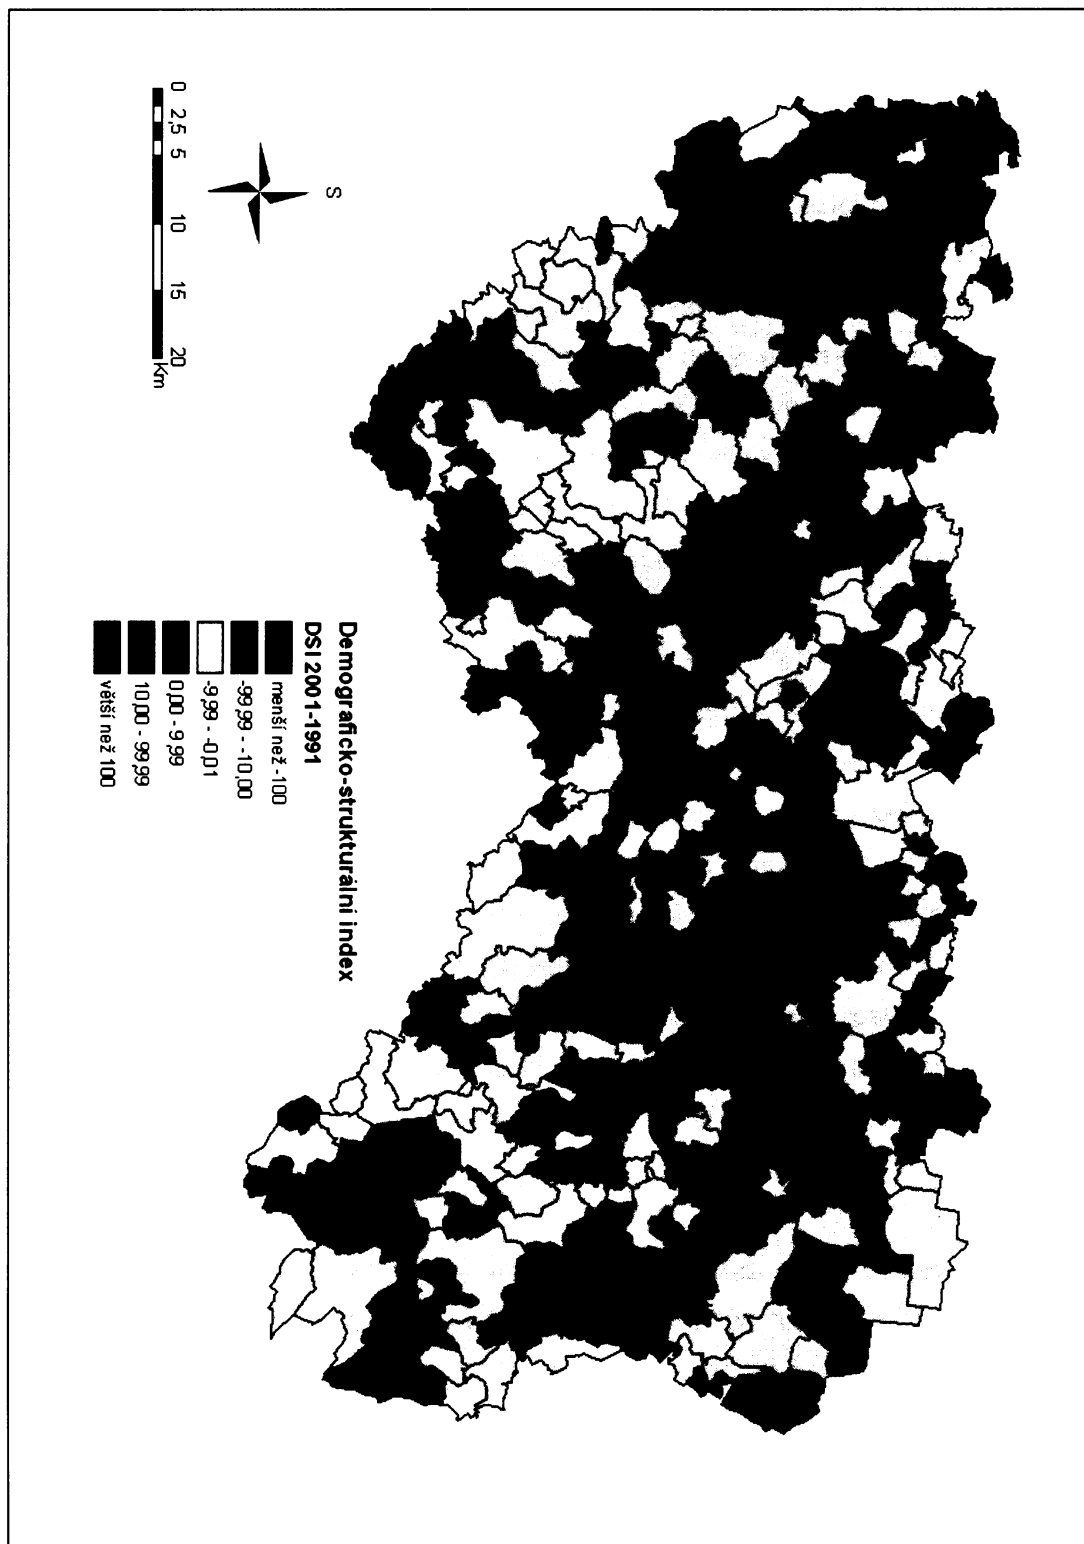 S
0 2,5 5 10 15 20
Km
Demograficko-strukturální index
DSI 2001-1991
menší než -100
-99,99 - -10,00
-9,99 - -0,01
0,00 - 9,99
10,00 - 99,99
větší než 100